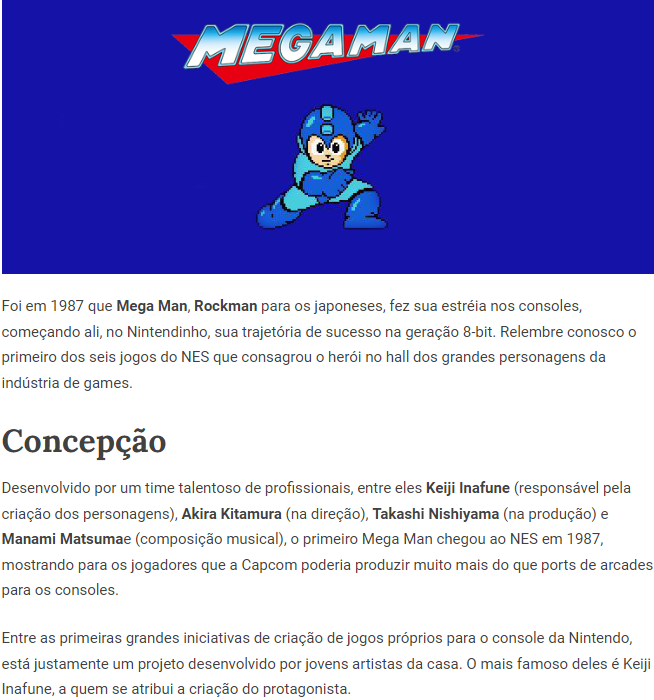 MEGAMAN
Foi em 1987 que Mega Man, Rockman para os japoneses, fez sua estréia nos consoles,
começando ali, no Nintendinho, sua trajetória de sucesso na geração 8-bit. Relembre conosco o
primeiro dos seis jogos do NES que consagrou o herói no hall dos grandes personagens da
indústria de games.
Concepção
Desenvolvido por um time talentoso de profissionais, entre eles Keiji Inafune (responsável pela
criação dos personagens), Akira Kitamura (na direção), Takashi Nishiyama (na produção) e
Manami Matsumae (composição musical), o primeiro Mega Man chegou ao NES em 1987,
mostrando para os jogadores que a Capcom poderia produzir muito mais do que ports de arcades
para os consoles.
Entre as primeiras grandes iniciativas de criação de jogos próprios para o console da Nintendo,
está justamente um projeto desenvolvido por jovens artistas da casa. O mais famoso deles é Keiji
Inafune, a quem se atribui a criação do protagonista.